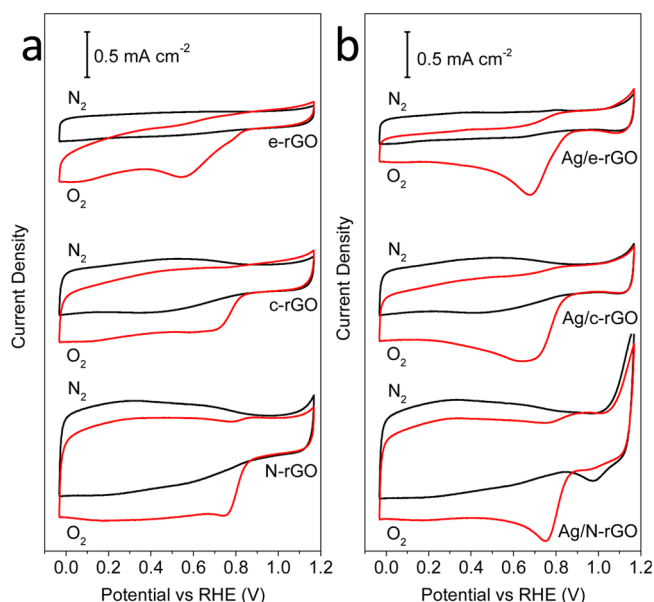 a
0.5 mA cm⁻²
N₂
e-rGO
O₂
N₂
c-rGO
O₂
N₂
N-rGO
O₂
Current Density
0.0 0.2 0.4 0.6 0.8 1.0 1.2
Potential vs RHE (V)
b
0.5 mA cm⁻²
N₂
Ag/e-rGO
O₂
N₂
Ag/c-rGO
O₂
N₂
Ag/N-rGO
O₂
Current Density
0.0 0.2 0.4 0.6 0.8 1.0 1.2
Potential vs RHE (V)